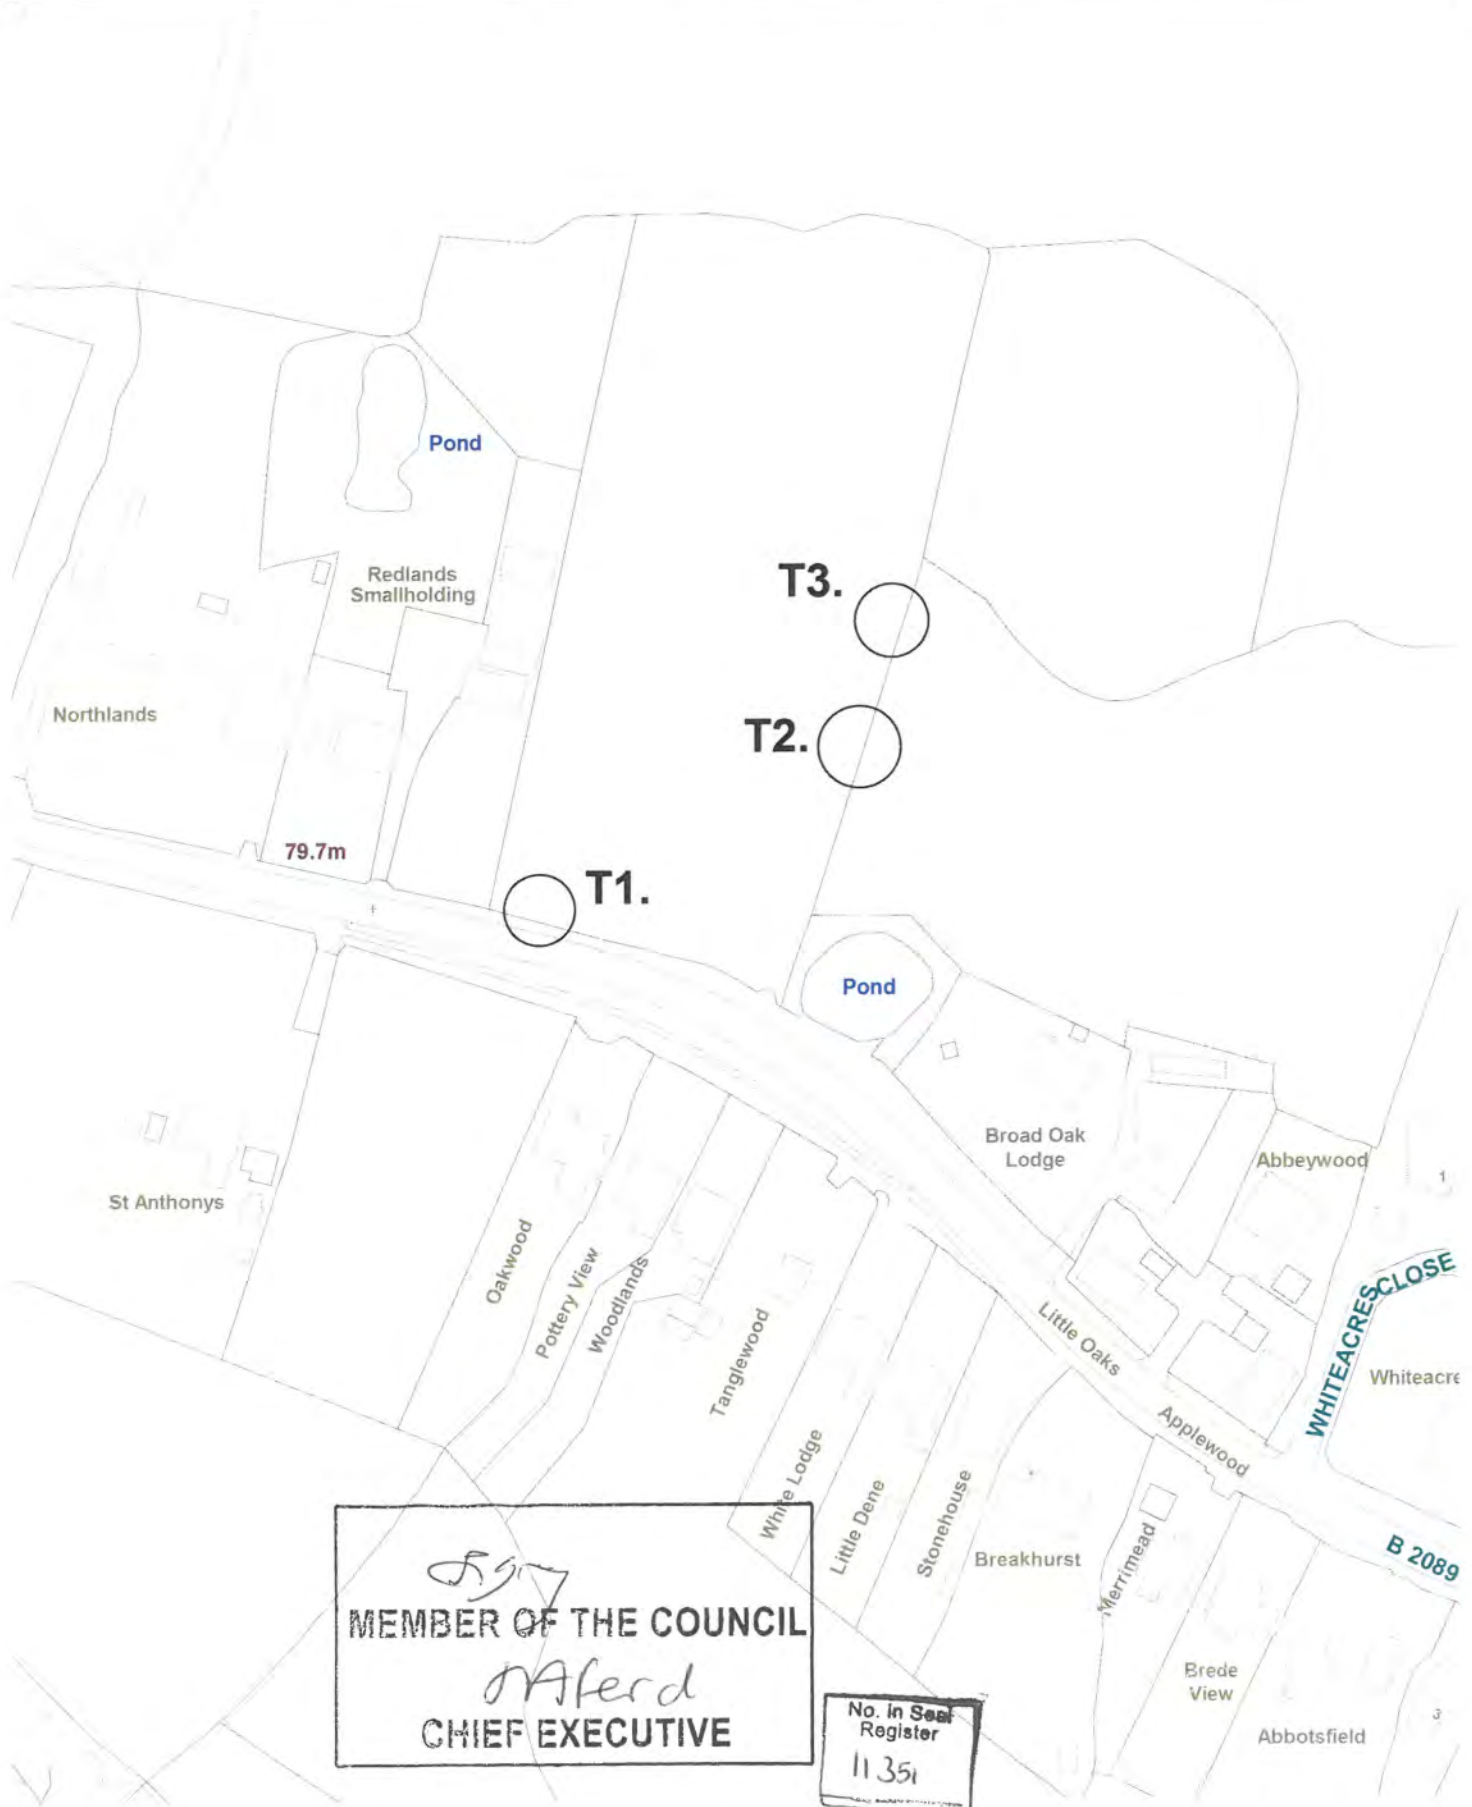 Pond
Redlands
Smallholding
T3.
Northlands
T2.
79.7m
T1.
Pond
Broad Oak
Lodge
Abbeywood
1
St Anthonys
Oakwood
Pottery View
Woodlands
Tanglewood
Little Oaks
WHITEACRES CLOSE
Whiteacre
Applewood
White Lodge
Little Dene
Stonehouse
Breakhurst
Merrimead
B 2089
MEMBER OF THE COUNCIL
CHIEF EXECUTIVE
Brede
View
Abbotsfield
3
No. in Seal
Register
11351